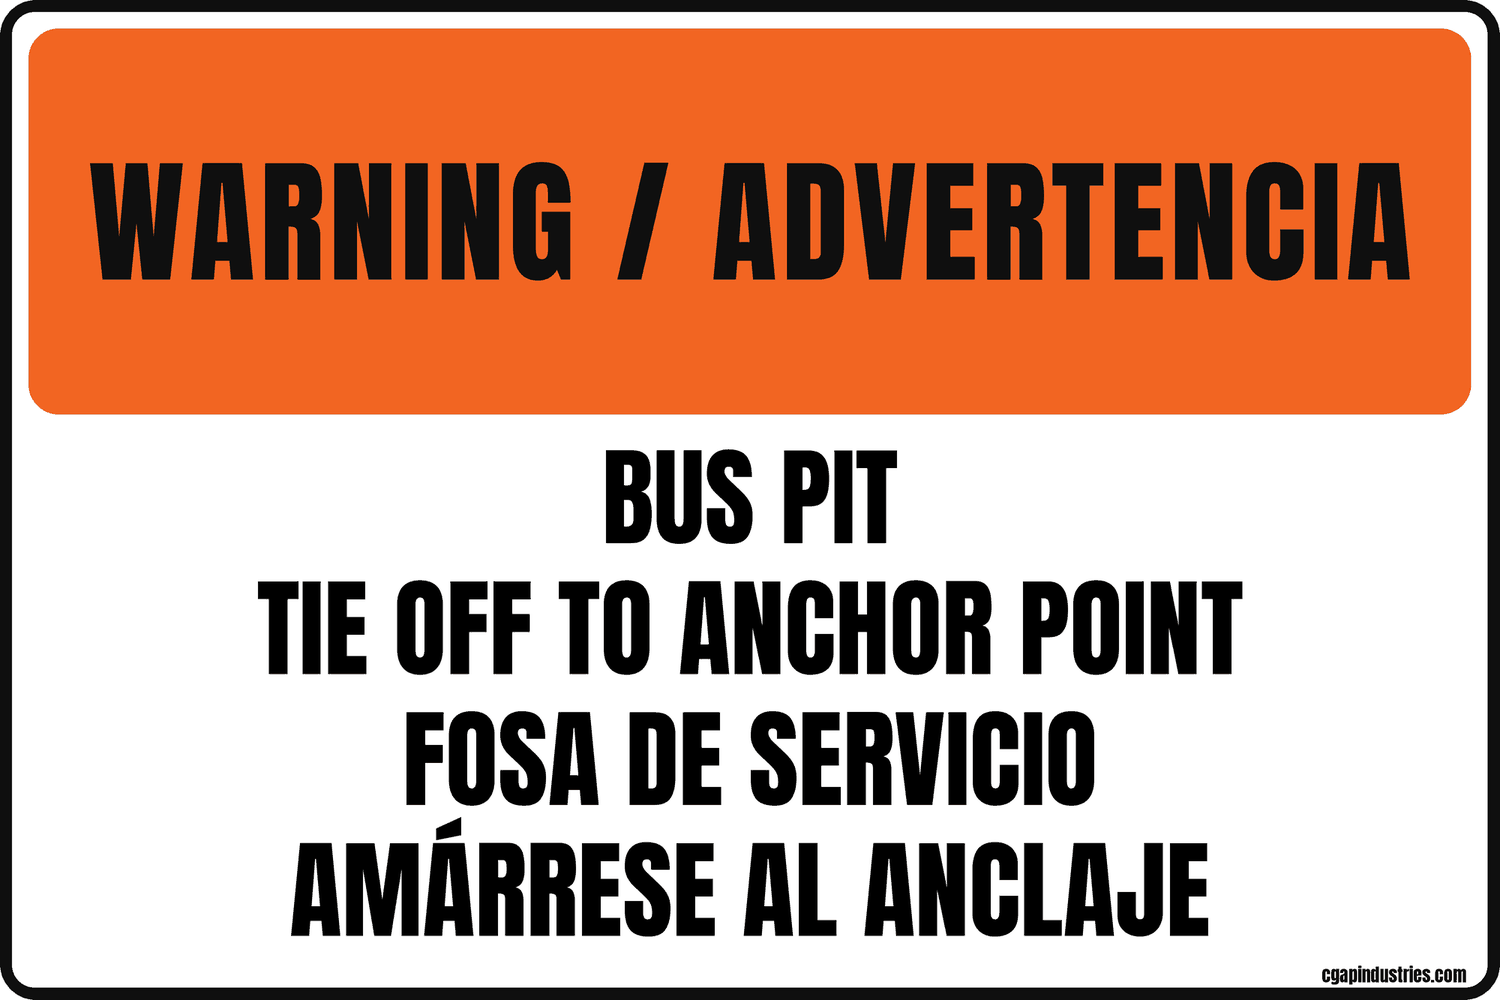 WARNING / ADVERTENCIA
BUS PIT
TIE OFF TO ANCHOR POINT
FOSA DE SERVICIO
AMÁRRESE AL ANCLAJE
cgapindustries.com